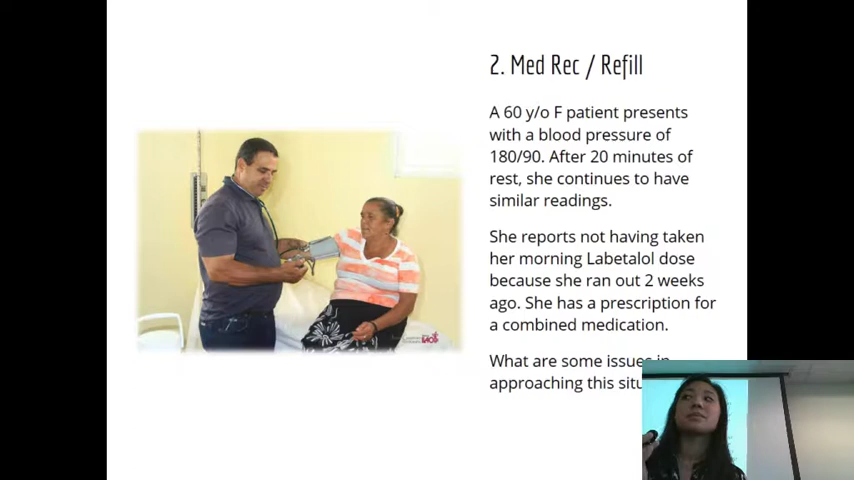 2. Med Rec / Refill
A 60 y/o F patient presents
with a blood pressure of
180/90. After 20 minutes of
rest, she continues to have
similar readings.
She reports not having taken
her morning Labetalol dose
because she ran out 2 weeks
ago. She has a prescription for
a combined medication.
What are some issues in
approaching this